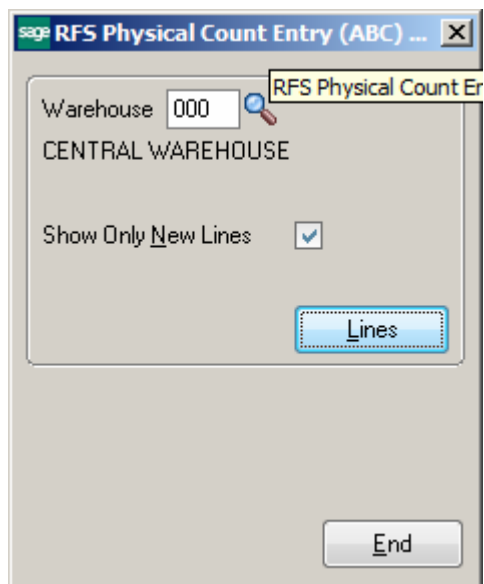 sage RFS Physical Count Entry (ABC) ...
RFS Physical Count En
Warehouse 000
CENTRAL WAREHOUSE
Show Only New Lines
Lines
End